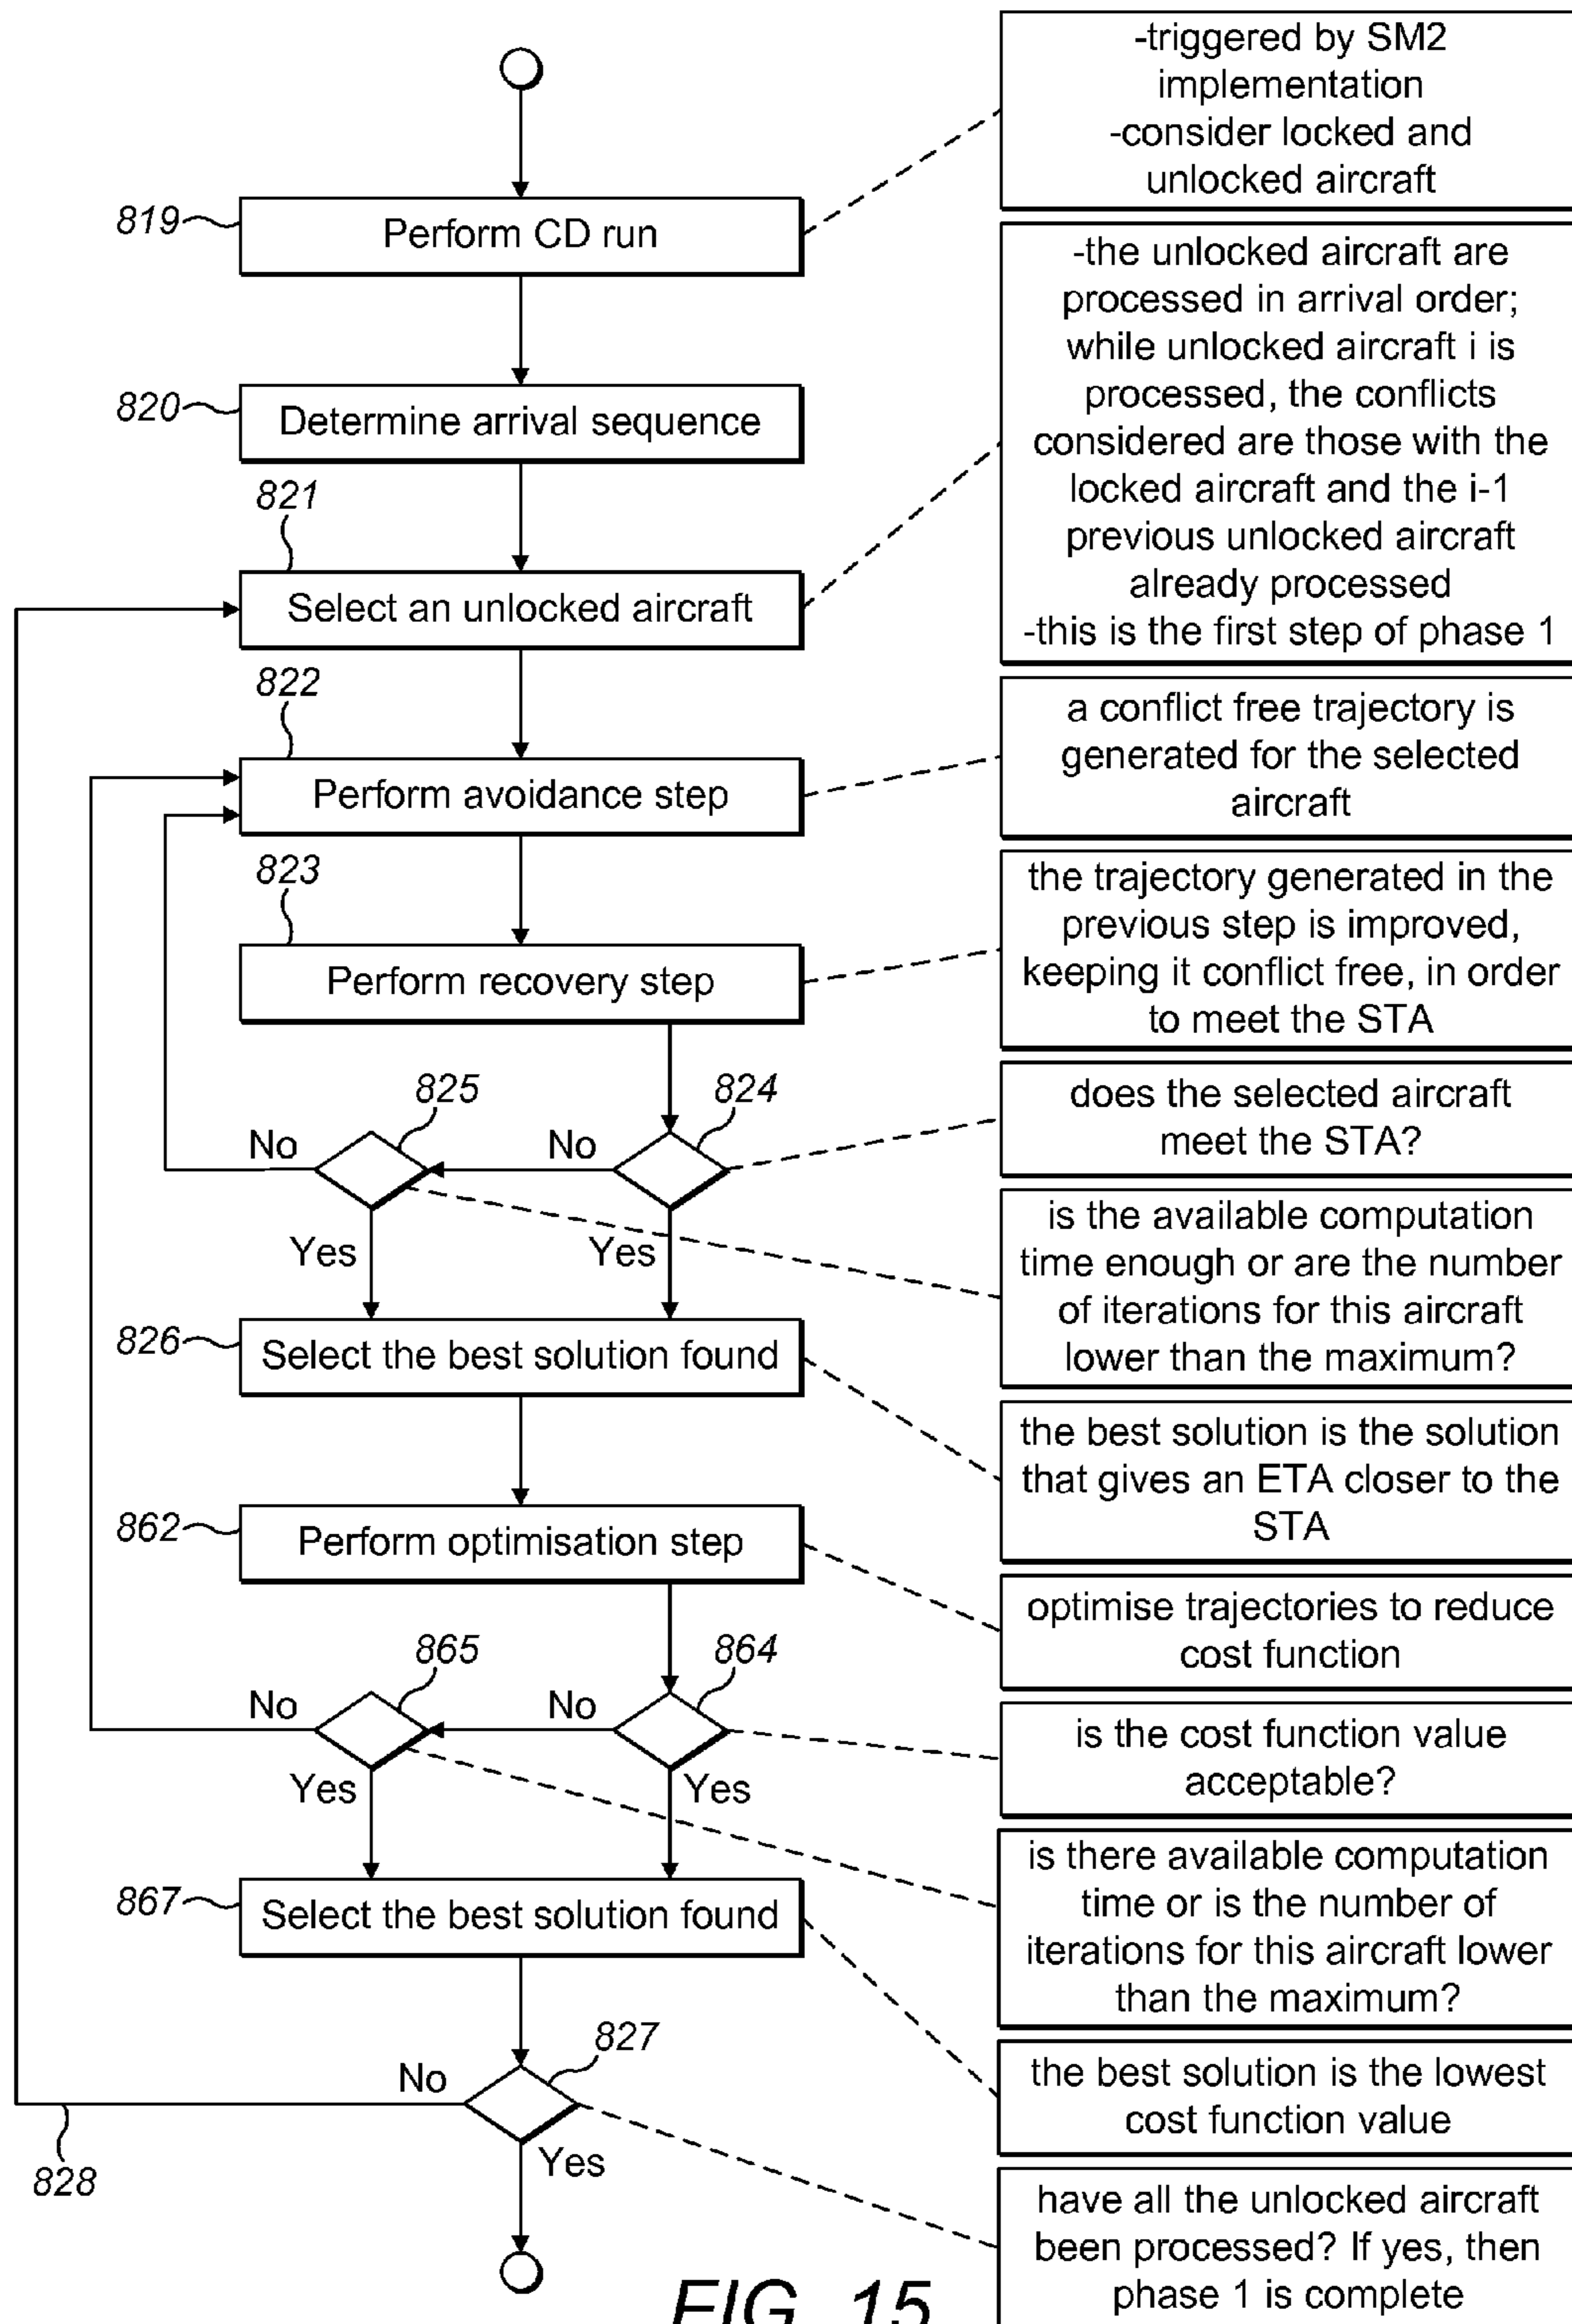 -triggered by SM2
implementation
-consider locked and
unlocked aircraft
819
Perform CD run
-the unlocked aircraft are
processed in arrival order;
while unlocked aircraft i is
processed, the conflicts
considered are those with the
locked aircraft and the i-1
previous unlocked aircraft
already processed
-this is the first step of phase 1
820
Determine arrival sequence
821
Select an unlocked aircraft
822
Perform avoidance step
a conflict free trajectory is
generated for the selected
aircraft
823
Perform recovery step
the trajectory generated in the
previous step is improved,
keeping it conflict free, in order
to meet the STA
825
824
No
No
Yes
Yes
does the selected aircraft
meet the STA?
is the available computation
time enough or are the number
of iterations for this aircraft
lower than the maximum?
826
Select the best solution found
the best solution is the solution
that gives an ETA closer to the
STA
862
Perform optimisation step
optimise trajectories to reduce
cost function
865
864
No
No
Yes
Yes
is the cost function value
acceptable?
is there available computation
time or is the number of
iterations for this aircraft lower
than the maximum?
867
Select the best solution found
the best solution is the lowest
cost function value
827
No
828
Yes
have all the unlocked aircraft
been processed? If yes, then
phase 1 is complete
FIG. 15